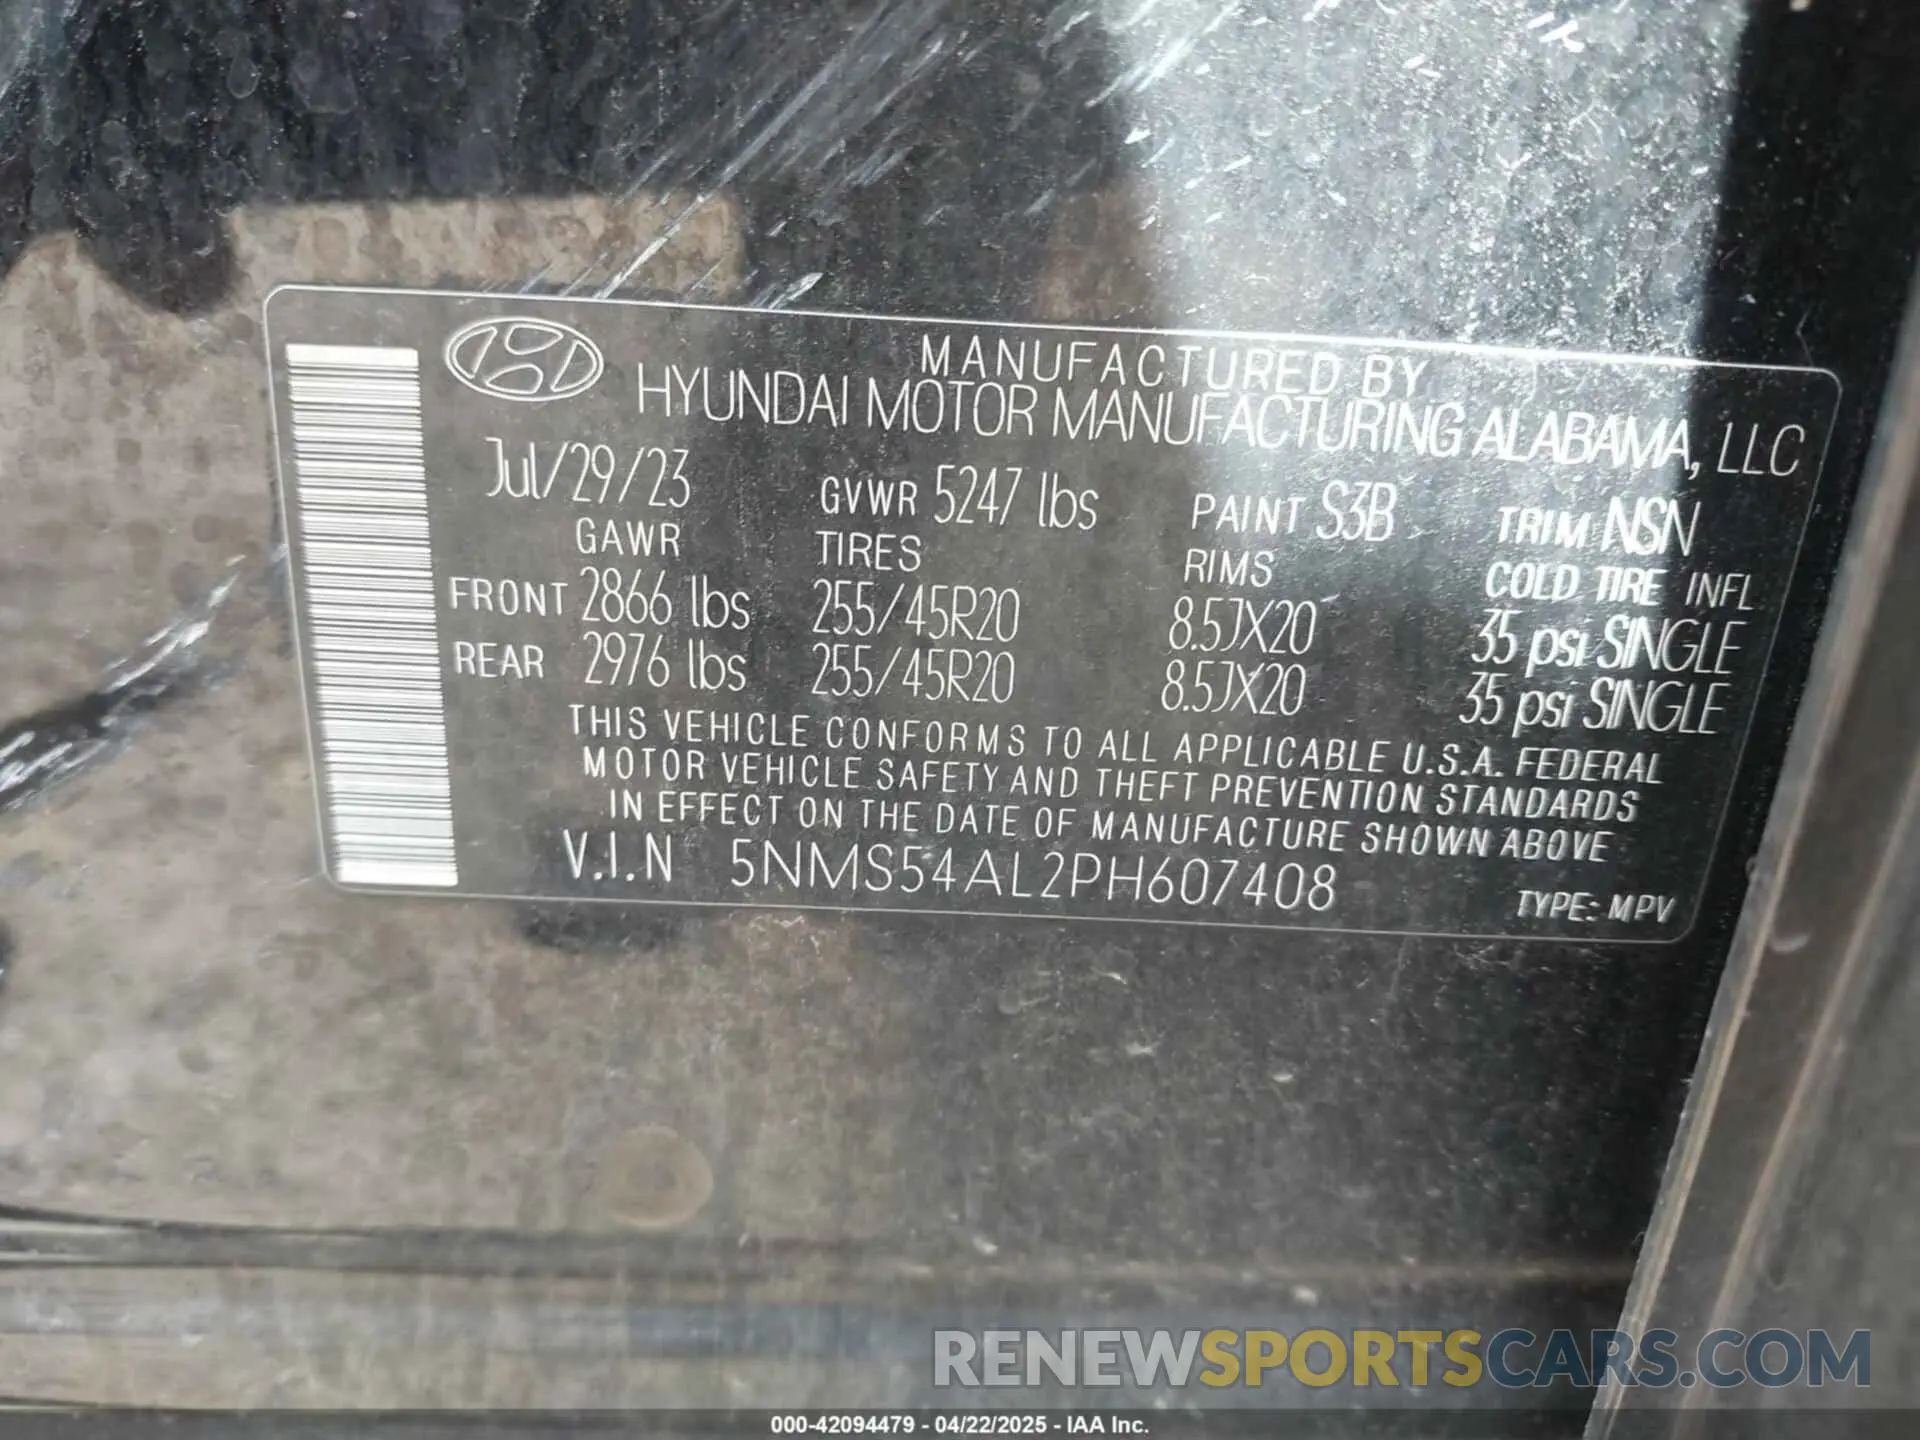 MANUFACTURED BY
HYUNDAI MOTOR MANUFACTURING ALABAMA, LLC
Jul/29/23 GVWR 5247 lbs PAINT S3B TRIM NSN
GAWR TIRES RIMS COLD TIRE INFL
FRONT 2866 lbs 255/45R20 8.5JX20 35 psi SINGLE
REAR 2976 lbs 255/45R20 8.5JX20 35 psi SINGLE
THIS VEHICLE CONFORMS TO ALL APPLICABLE U.S.A. FEDERAL
MOTOR VEHICLE SAFETY AND THEFT PREVENTION STANDARDS
IN EFFECT ON THE DATE OF MANUFACTURE SHOWN ABOVE
V.I.N 5NMS54AL2PH607408 TYPE: MPV
RENEWSPORTSCARS.COM
000-42094479 - 04/22/2025 - IAA Inc.